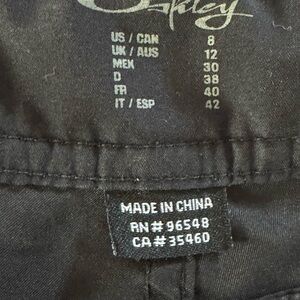 Oakley
US / CAN 8
UK / AUS 12
MEX 30
D 38
FR 40
IT / ESP 42
MADE IN CHINA
RN# 96548
CA# 35460